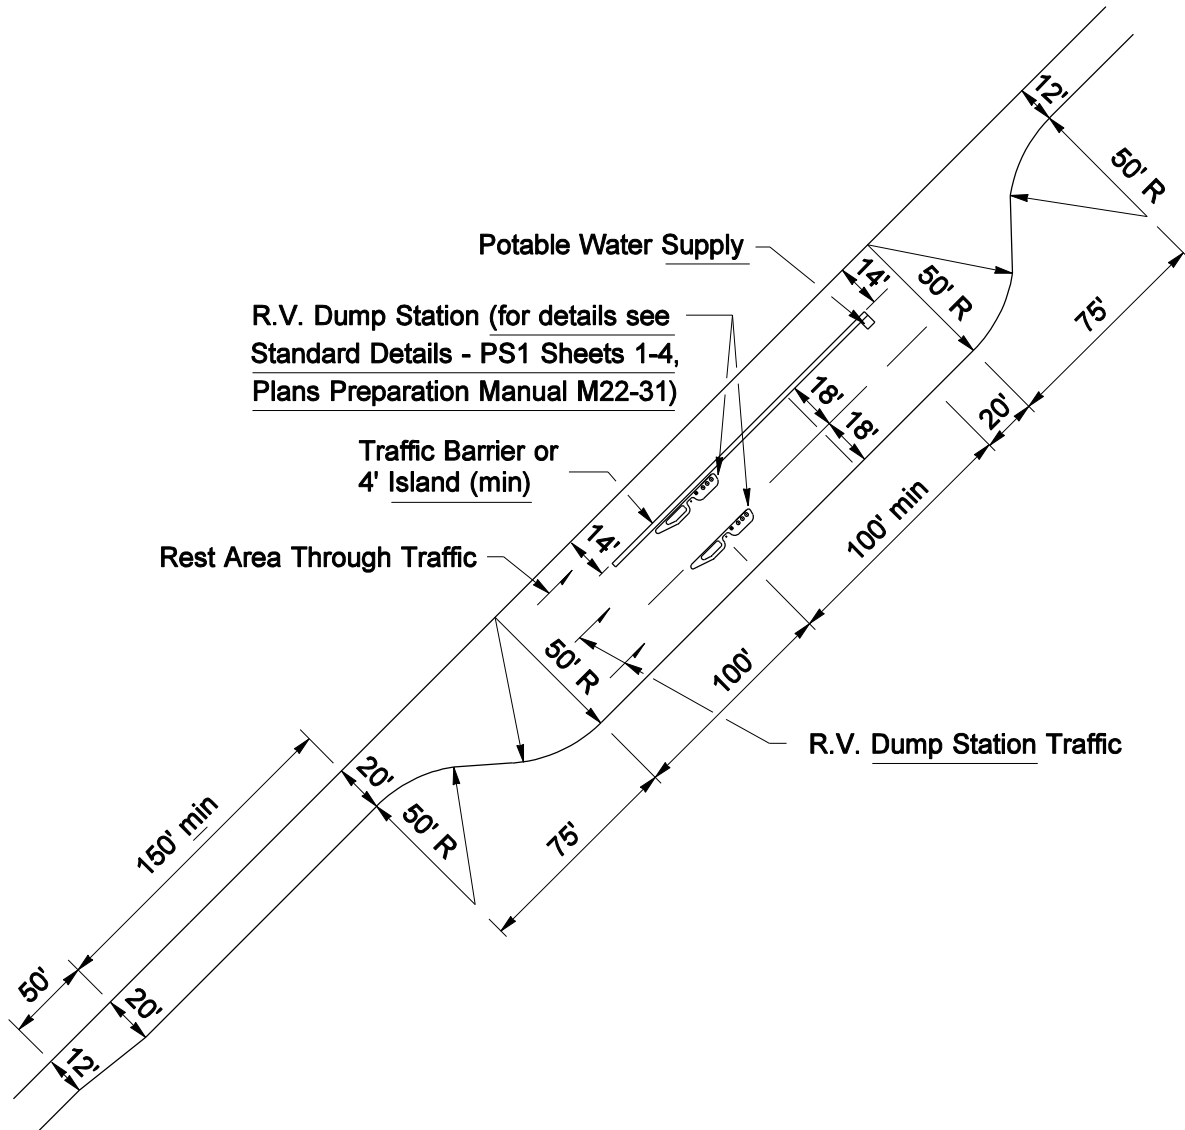 12'
50' R
Potable Water Supply
14'
50' R
75'
R.V. Dump Station (for details see
Standard Details - PS1 Sheets 1-4,
Plans Preparation Manual M22-31)
18'
18'
20'
Traffic Barrier or
4' Island (min)
100' min
14'
Rest Area Through Traffic
50' R
100'
R.V. Dump Station Traffic
20'
50' R
75'
150' min
50'
20'
12'